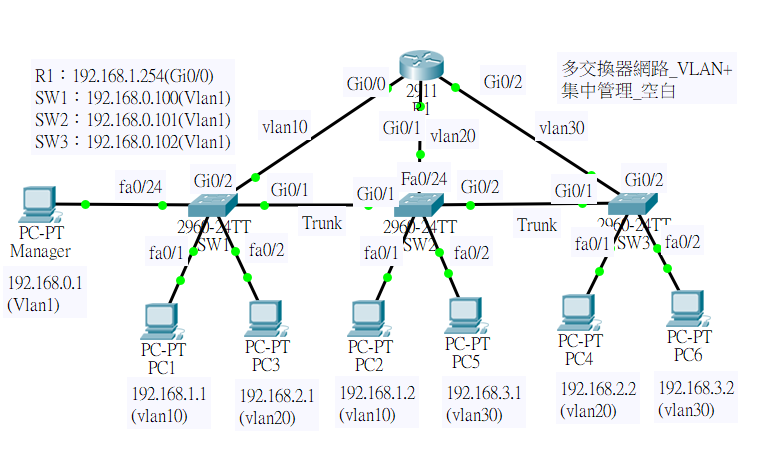 R1：192.168.1.254(Gi0/0)
SW1：192.168.0.100(Vlan1)
SW2：192.168.0.101(Vlan1)
SW3：192.168.0.102(Vlan1)
多交換器網路_VLAN+
集中管理_空白
Gi0/0
2911
R1
Gi0/2
Gi0/1
vlan10
vlan20
vlan30
fa0/24
Gi0/2
Gi0/1
Gi0/1
Fa0/24
Gi0/2
Gi0/1
Gi0/2
PC-PT
Manager
2960-24TT
SW1
Trunk
2960-24TT
SW2
Trunk
2960-24TT
SW3
fa0/1
fa0/2
fa0/1
fa0/2
fa0/1
fa0/2
192.168.0.1
(Vlan1)
PC-PT
PC1
PC-PT
PC3
PC-PT
PC2
PC-PT
PC5
PC-PT
PC4
PC-PT
PC6
192.168.1.1
(vlan10)
192.168.2.1
(vlan20)
192.168.1.2
(vlan10)
192.168.3.1
(vlan30)
192.168.2.2
(vlan20)
192.168.3.2
(vlan30)